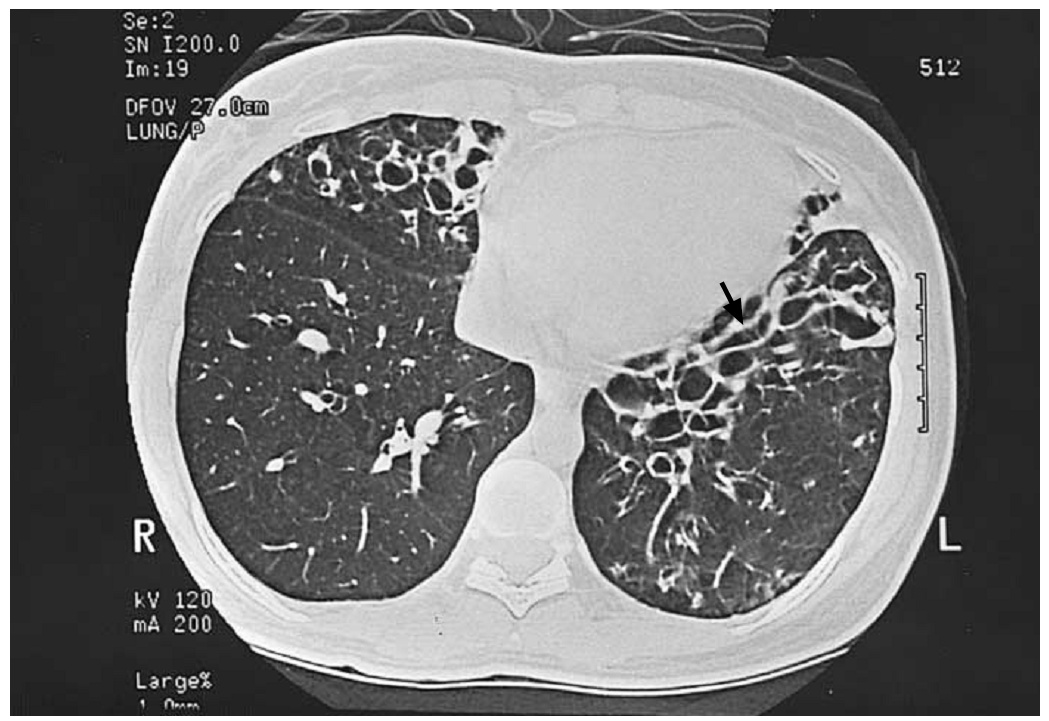 Se:2
SN I200.0
Im:19
DFOV 27.0cm
LUNG/P
512
R
L
kV 120
mA 200
Large%